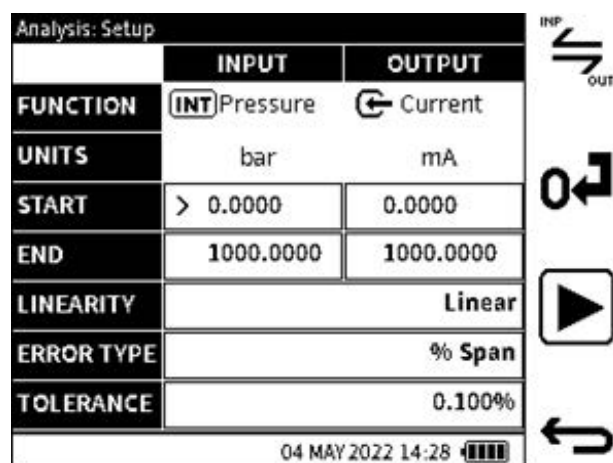 Analysis: Setup
INP
OUT
INPUT OUTPUT
FUNCTION INT Pressure Current
UNITS bar mA
0
START > 0.0000 0.0000
END 1000.0000 1000.0000
LINEARITY Linear
ERROR TYPE % Span
TOLERANCE 0.100%
04 MAY 2022 14:28